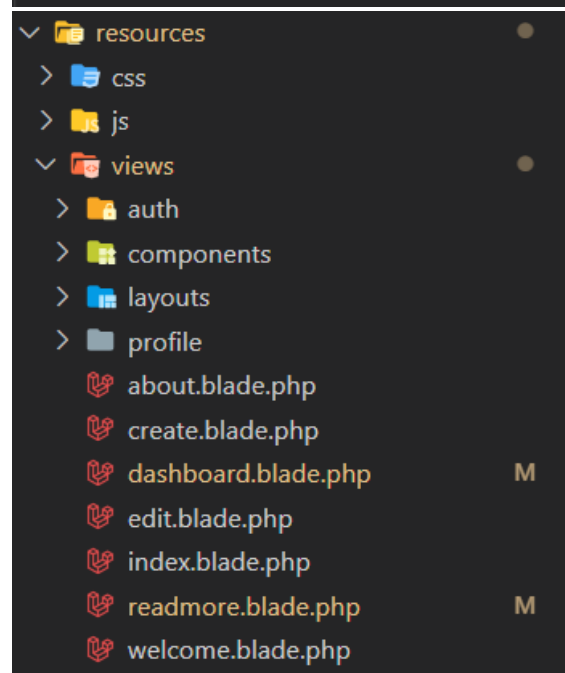 resources
css
js
views
auth
components
layouts
profile
about.blade.php
create.blade.php
dashboard.blade.php M
edit.blade.php
index.blade.php
readmore.blade.php M
welcome.blade.php